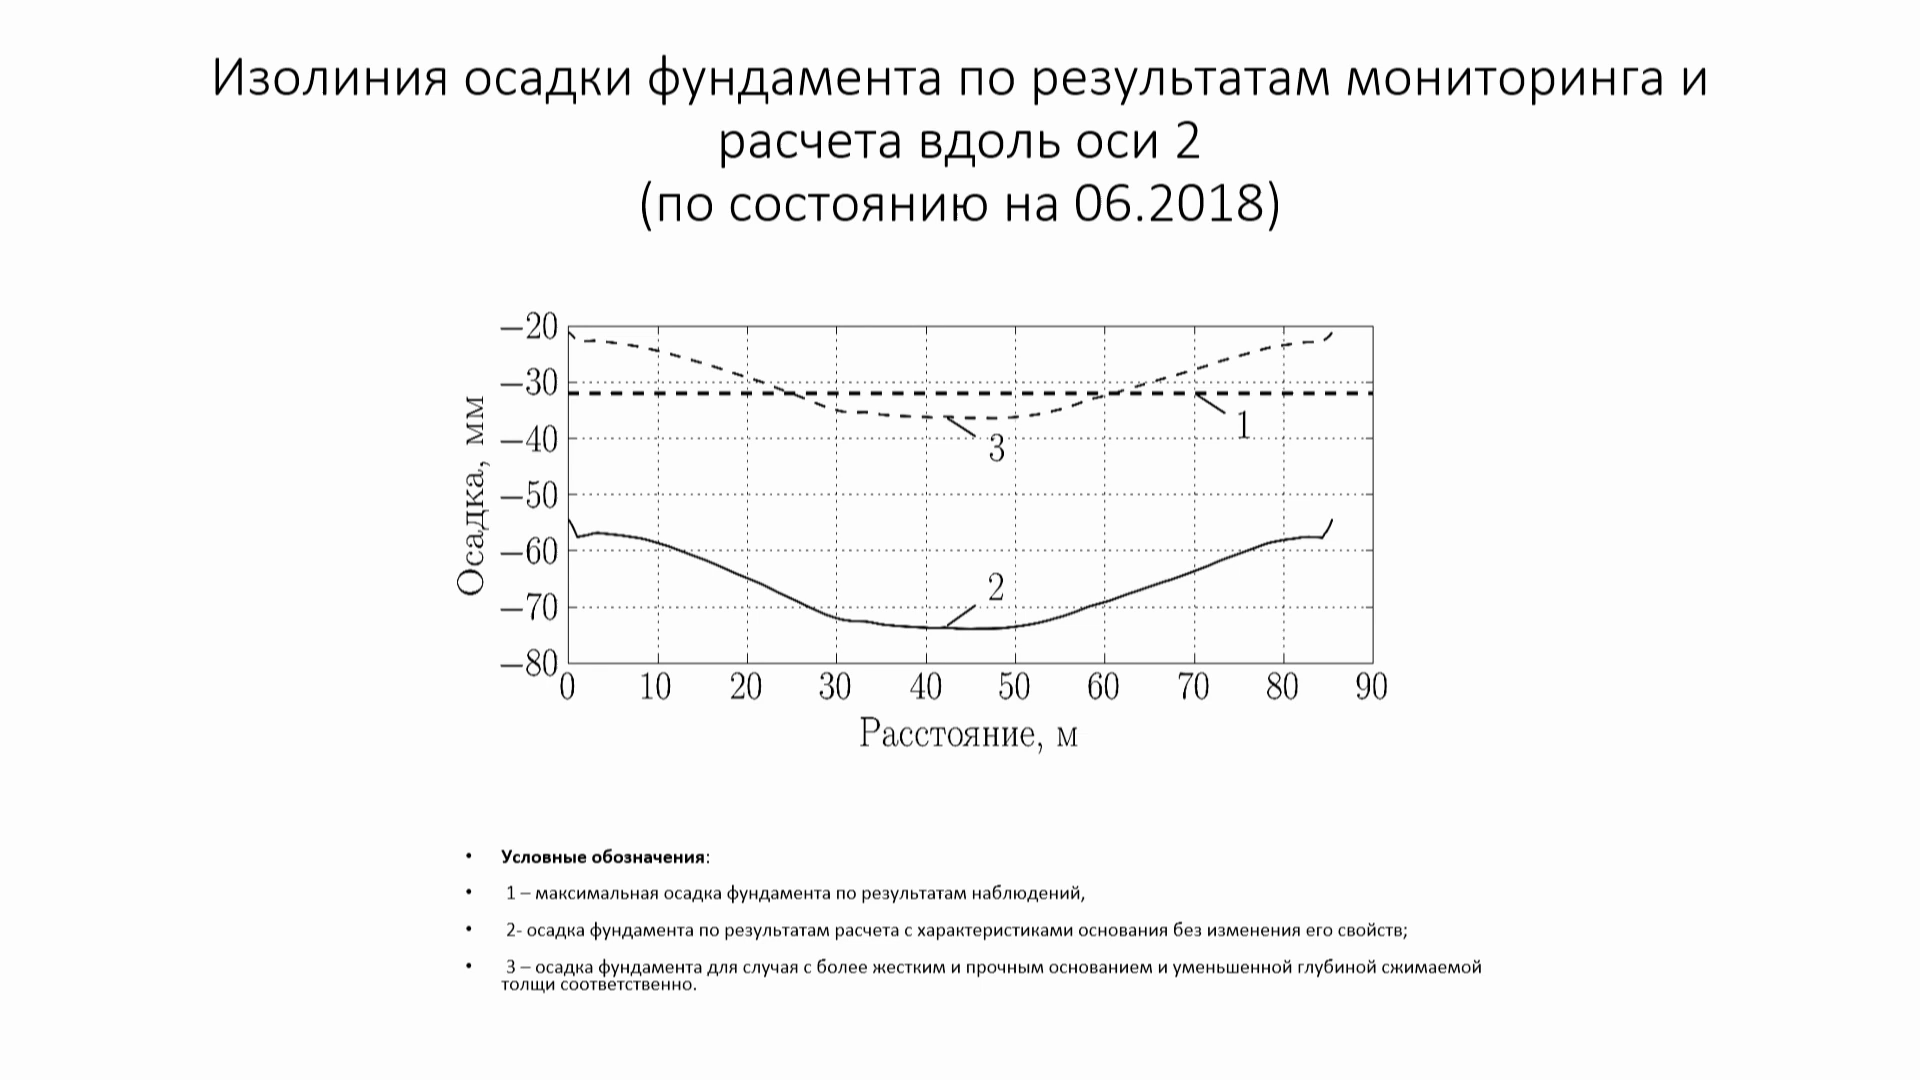 Изолиния осадки фундамента по результатам мониторинга и
расчета вдоль оси 2
(по состоянию на 06.2018)
−20
−30
−40
−50
−60
−70
−80
Осадка, мм
1
3
2
0 10 20 30 40 50 60 70 80 90
Расстояние, м
• Условные обозначения:
• 1 – максимальная осадка фундамента по результатам наблюдений,
• 2- осадка фундамента по результатам расчета с характеристиками основания без изменения его свойств;
• 3 – осадка фундамента для случая с более жестким и прочным основанием и уменьшенной глубиной сжимаемой
толщи соответственно.